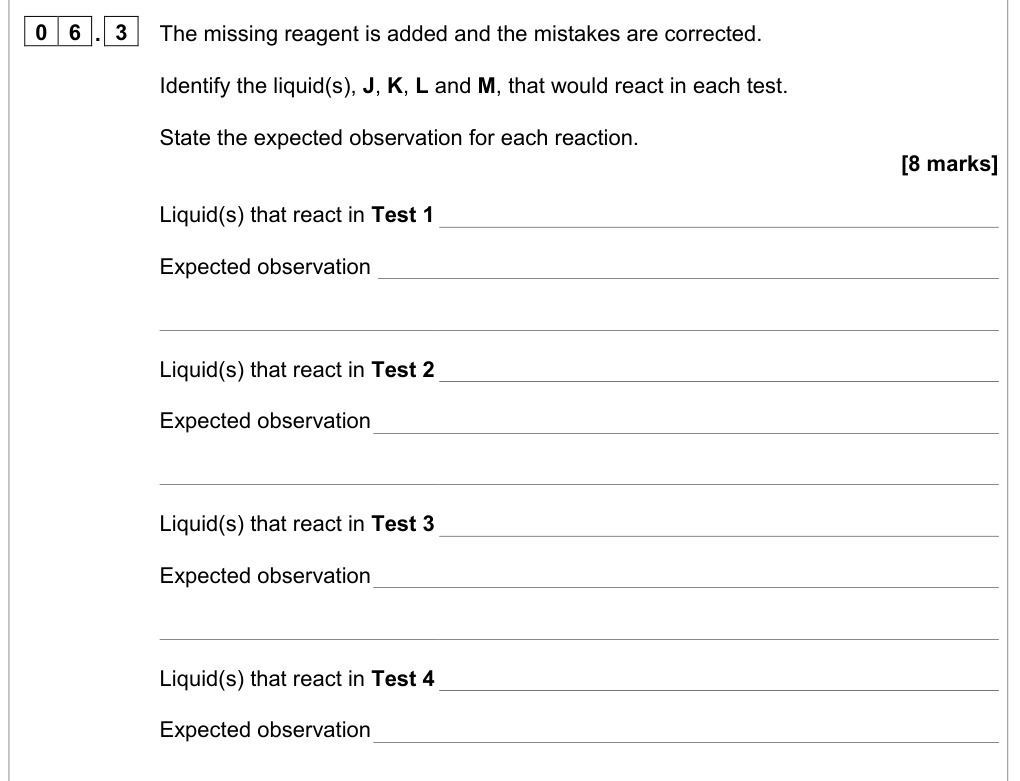 0 6 . 3 The missing reagent is added and the mistakes are corrected.
Identify the liquid(s), J, K, L and M, that would react in each test.
State the expected observation for each reaction.
[8 marks]
Liquid(s) that react in Test 1
Expected observation
Liquid(s) that react in Test 2
Expected observation
Liquid(s) that react in Test 3
Expected observation
Liquid(s) that react in Test 4
Expected observation